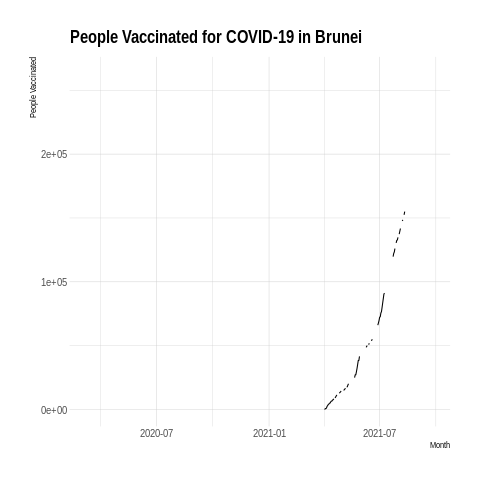 People Vaccinated for COVID-19 in Brunei
People Vaccinated
2e+05
1e+05
0e+00
2020-07 2021-01 2021-07
Month